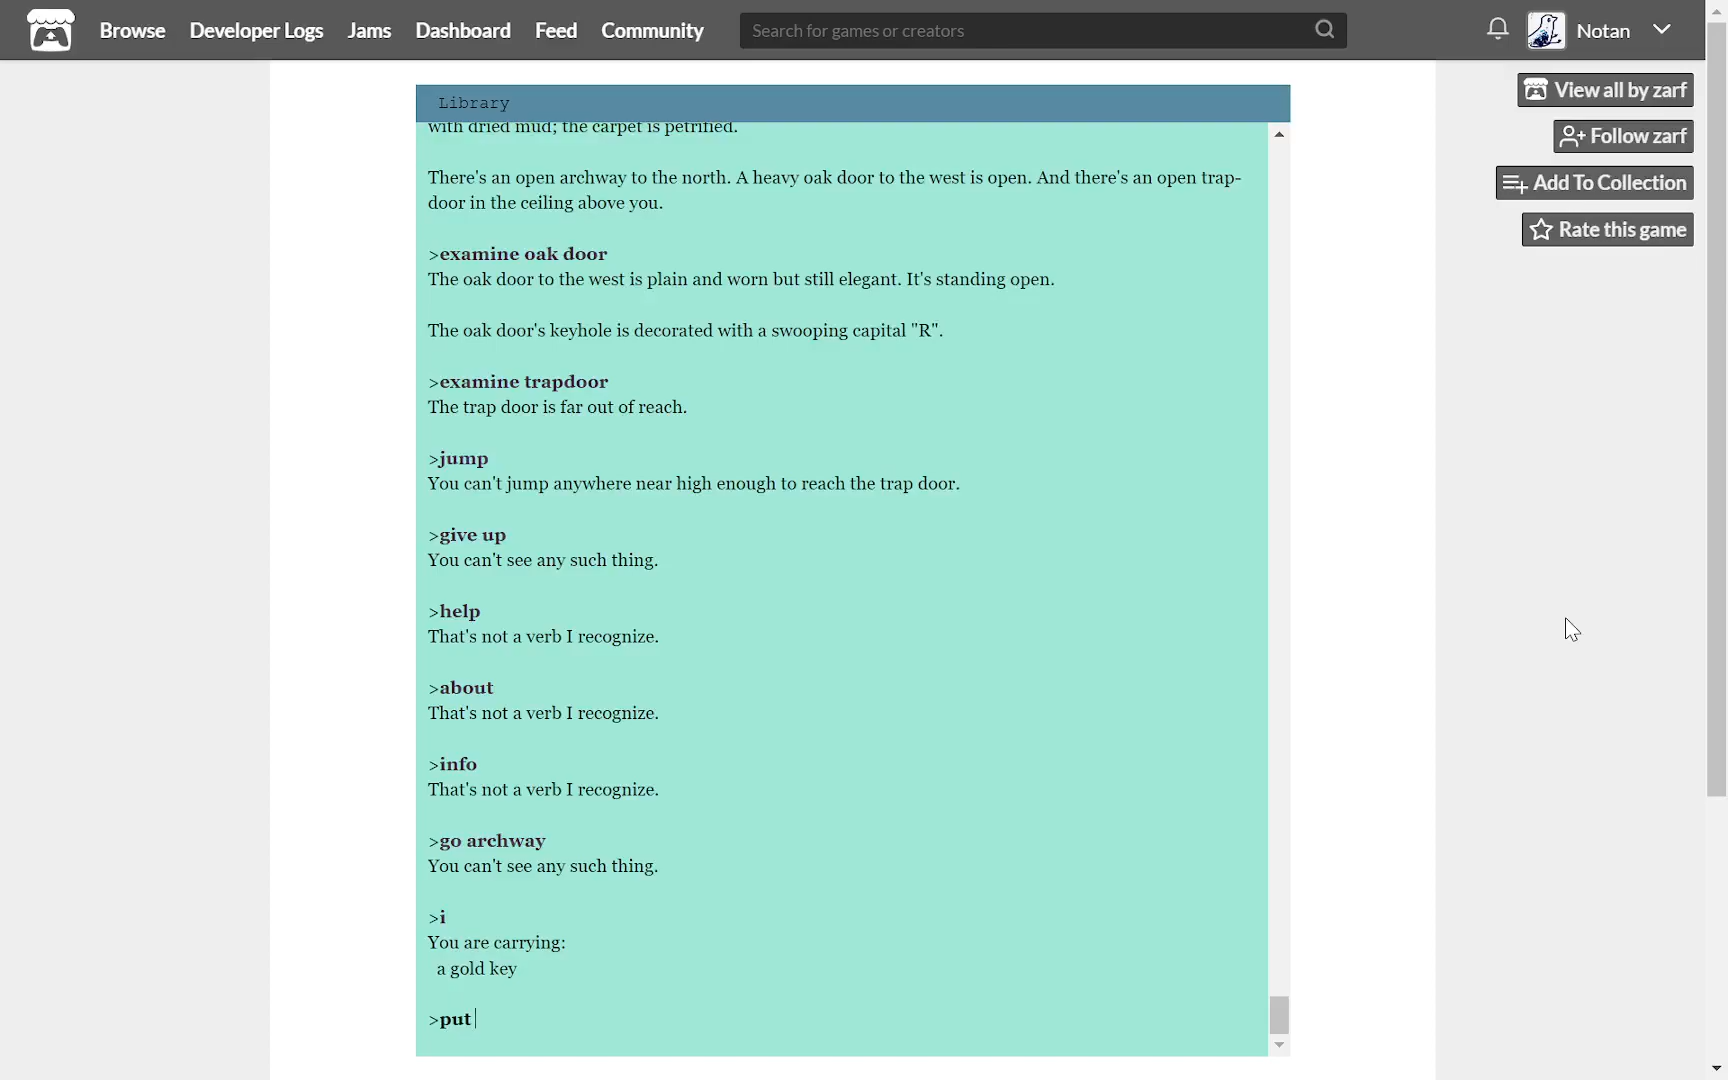 Browse Developer Logs Jams Dashboard Feed Community Search for games or creators Notan
View all by zarf
Follow zarf
Add To Collection
Rate this game
Library
with dried mud; the carpet is petrified.
There's an open archway to the north. A heavy oak door to the west is open. And there's an open trap-
door in the ceiling above you.
>examine oak door
The oak door to the west is plain and worn but still elegant. It's standing open.
The oak door's keyhole is decorated with a swooping capital "R".
>examine trapdoor
The trap door is far out of reach.
>jump
You can't jump anywhere near high enough to reach the trap door.
>give up
You can't see any such thing.
>help
That's not a verb I recognize.
>about
That's not a verb I recognize.
>info
That's not a verb I recognize.
>go archway
You can't see any such thing.
>i
You are carrying:
a gold key
>put